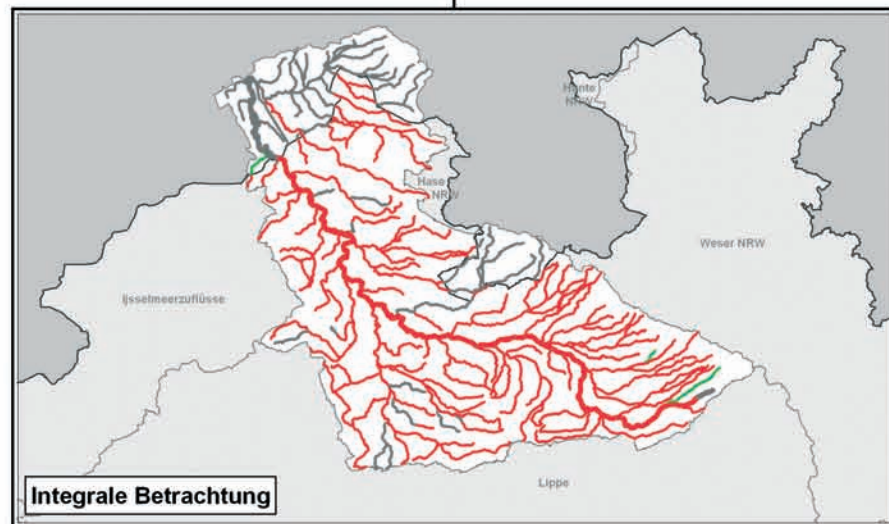 Hunte
NRW
Hase
NRW
Weser NRW
Ijsselmeerzuflüsse
Lippe
Integrale Betrachtung